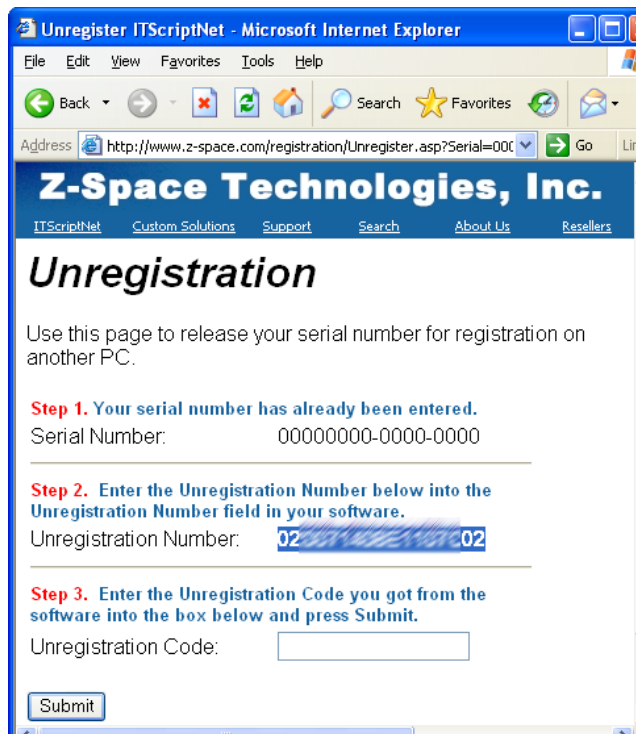 Unregister ITScriptNet - Microsoft Internet Explorer
File Edit View Favorites Tools Help
Back Search Favorites
Address http://www.z-space.com/registration/Unregister.asp?Serial=000 Go Lin
Z-Space Technologies, Inc.
ITScriptNet Custom Solutions Support Search About Us Resellers
Unregistration
Use this page to release your serial number for registration on
another PC.
Step 1. Your serial number has already been entered.
Serial Number: 00000000-0000-0000
Step 2. Enter the Unregistration Number below into the
Unregistration Number field in your software.
Unregistration Number: 02 02
Step 3. Enter the Unregistration Code you got from the
software into the box below and press Submit.
Unregistration Code:
Submit